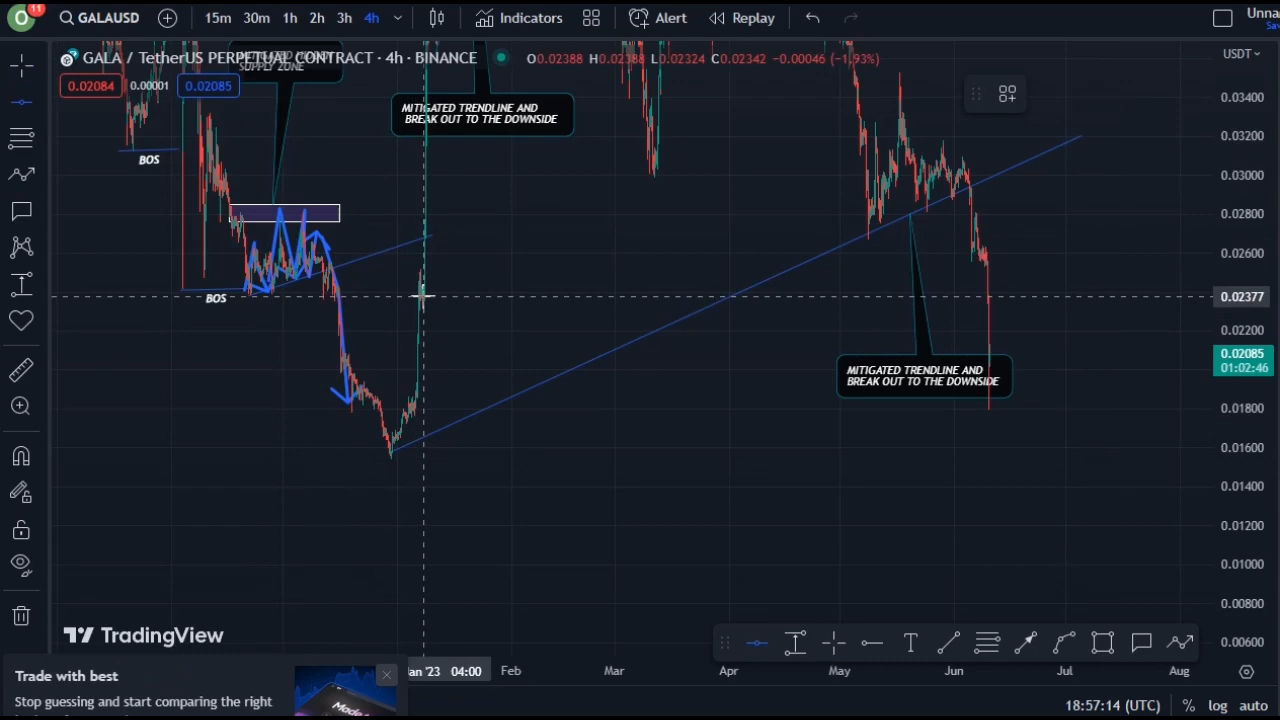 O 11 GALAUSD 15m 30m 1h 2h 3h 4h Indicators Alert Replay Unna
Sav
GALA / TetherUS PERPETUAL CONTRACT · 4h · BINANCE O0.02388 H0.02388 L0.02324 C0.02342 −0.00046 (−1.93%) USDT
SUPPLY ZONE
0.02084 0.00001 0.02085
MITIGATED TRENDLINE AND
BREAK OUT TO THE DOWNSIDE
BOS
BOS
MITIGATED TRENDLINE AND
BREAK OUT TO THE DOWNSIDE
0.03400
0.03200
0.03000
0.02800
0.02600
0.02377
0.02200
0.02085
01:02:46
0.01800
0.01600
0.01400
0.01200
0.01000
0.00800
0.00600
TradingView
Jan '23 04:00 Feb Mar Apr May Jun Jul Aug
Trade with best
Stop guessing and start comparing the right
18:57:14 (UTC) % log auto